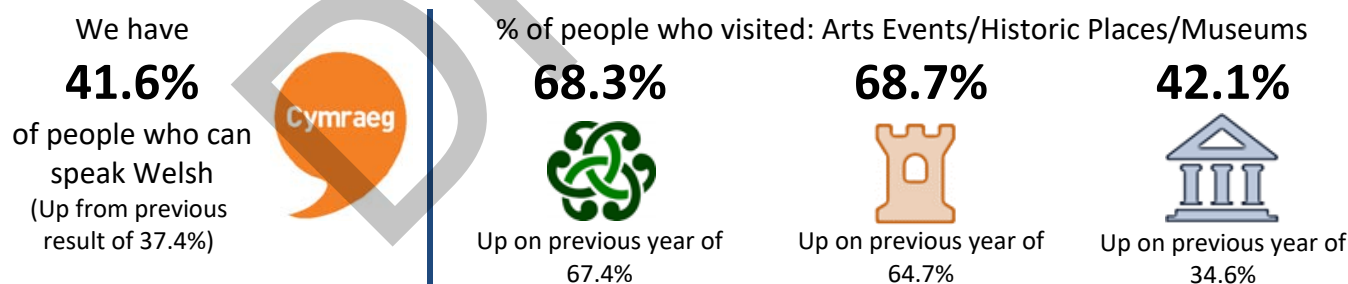 We have
41.6%
of people who can
speak Welsh
(Up from previous
result of 37.4%)
Cymraeg
% of people who visited: Arts Events/Historic Places/Museums
68.3%
Up on previous year of
67.4%
68.7%
Up on previous year of
64.7%
42.1%
Up on previous year of
34.6%